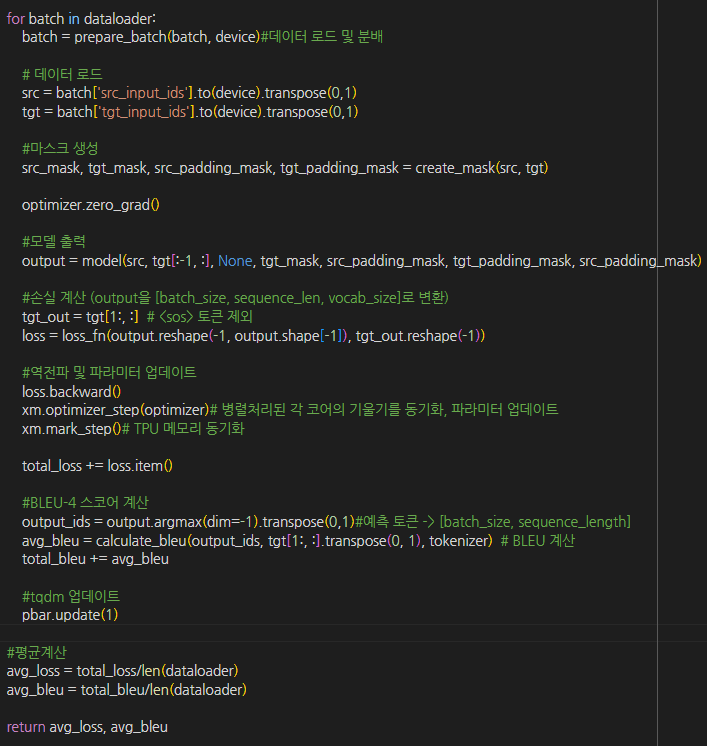 for batch in dataloader:
batch = prepare_batch(batch, device)#데이터 로드 및 분배
# 데이터 로드
src = batch['src_input_ids'].to(device).transpose(0,1)
tgt = batch['tgt_input_ids'].to(device).transpose(0,1)
#마스크 생성
src_mask, tgt_mask, src_padding_mask, tgt_padding_mask = create_mask(src, tgt)
optimizer.zero_grad()
#모델 출력
output = model(src, tgt[:-1, :], None, tgt_mask, src_padding_mask, tgt_padding_mask, src_padding_mask)
#손실 계산 (output을 [batch_size, sequence_len, vocab_size]로 변환)
tgt_out = tgt[1:, :]  # <sos> 토큰 제외
loss = loss_fn(output.reshape(-1, output.shape[-1]), tgt_out.reshape(-1))
#역전파 및 파라미터 업데이트
loss.backward()
xm.optimizer_step(optimizer)# 병렬처리된 각 코어의 기울기를 동기화, 파라미터 업데이트
xm.mark_step()# TPU 메모리 동기화
total_loss += loss.item()
#BLEU-4 스코어 계산
output_ids = output.argmax(dim=-1).transpose(0,1)#예측 토큰 -> [batch_size, sequence_length]
avg_bleu = calculate_bleu(output_ids, tgt[1:, :].transpose(0, 1), tokenizer)  # BLEU 계산
total_bleu += avg_bleu
#tqdm 업데이트
pbar.update(1)
#평균계산
avg_loss = total_loss/len(dataloader)
avg_bleu = total_bleu/len(dataloader)
return avg_loss, avg_bleu